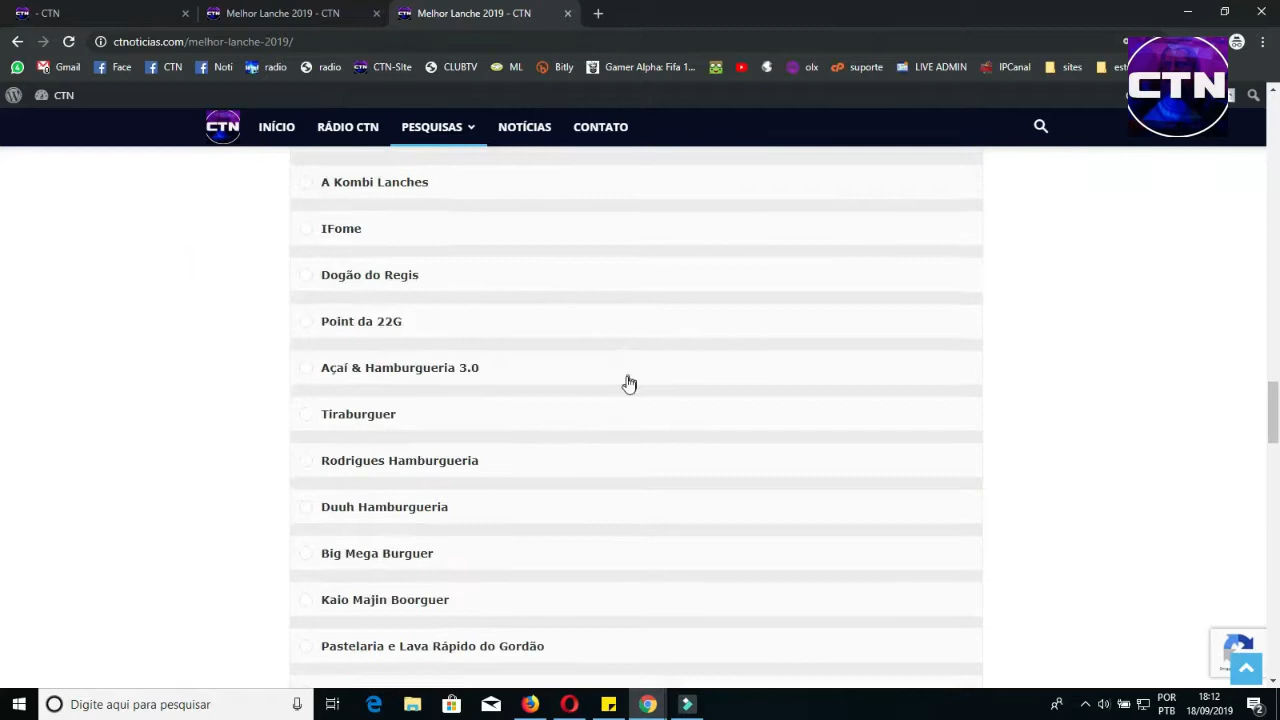 - CTN
Melhor Lanche 2019 - CTN
Melhor Lanche 2019 - CTN
ctnoticias.com/melhor-lanche-2019/
Gmail
Face
CTN
Noti
radio
radio
CTN-Site
CLUBTV
ML
Bitly
Gamer Alpha: Fifa 1...
olx
suporte
LIVE ADMIN
IPCanal
sites
CTN
CTN
CTN
INÍCIO
RÁDIO CTN
PESQUISAS
NOTÍCIAS
CONTATO
A Kombi Lanches
IFome
Dogão do Regis
Point da 22G
Açaí & Hamburgueria 3.0
Tiraburguer
Rodrigues Hamburgueria
Duuh Hamburgueria
Big Mega Burguer
Kaio Majin Boorguer
Pastelaria e Lava Rápido do Gordão
Digite aqui para pesquisar
POR
PTB
18:12
18/09/2019
2